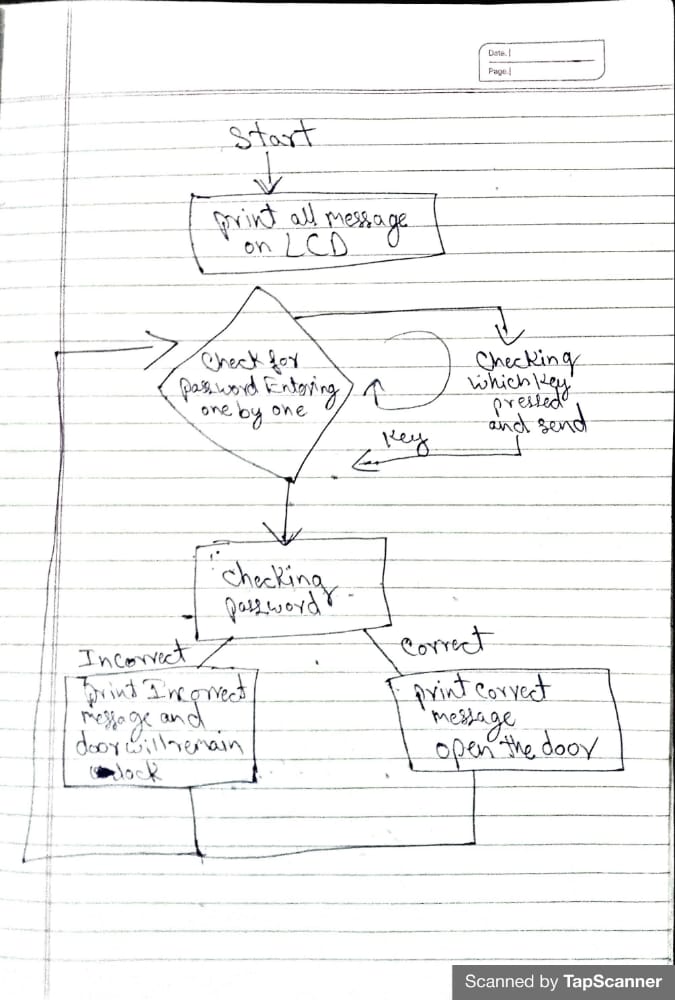 Date.|
Page.|
Start
print all message
on LCD
Check for
password Entering
one by one
Checking
which key
pressed
and send
Key
checking
password
Incorrect
Correct
print Incorrect
message and
door will remain
lock
print correct
message
open the door
Scanned by TapScanner